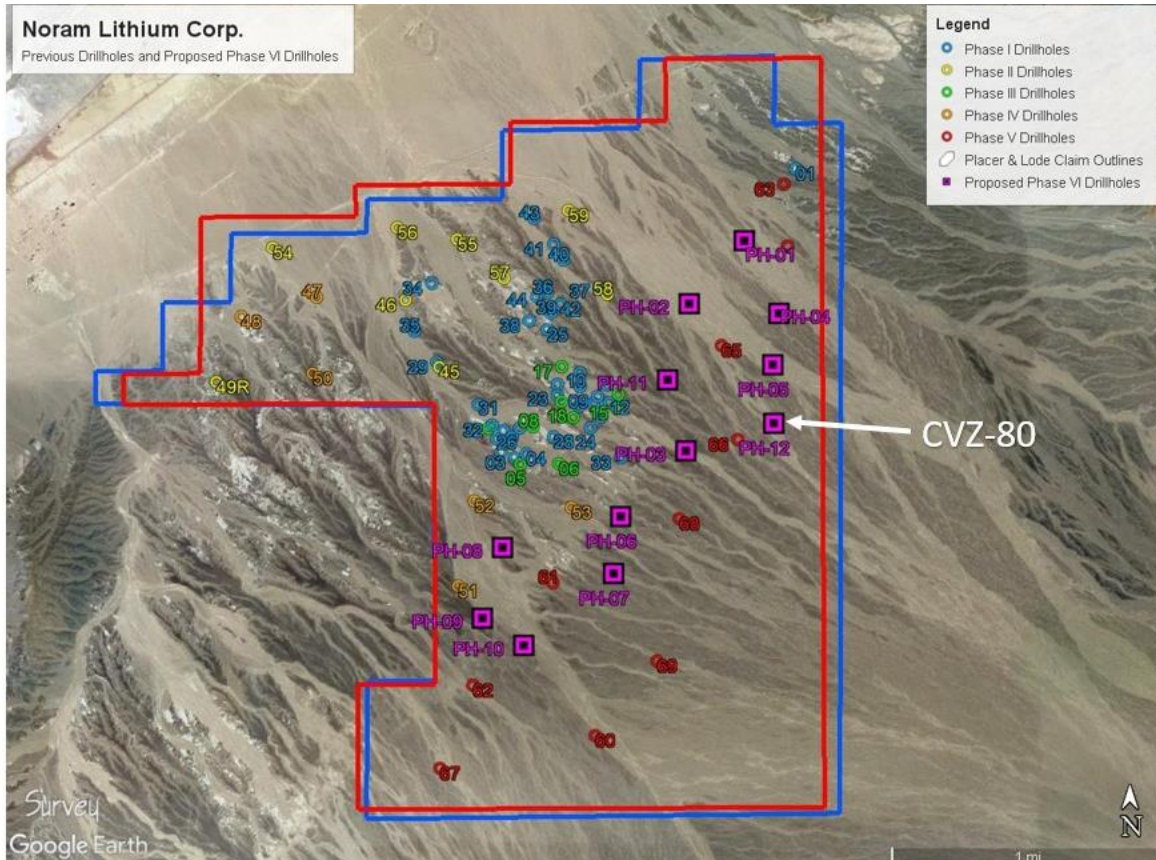 Noram Lithium Corp.
Previous Drillholes and Proposed Phase VI Drillholes
Legend
Phase I Drillholes
Phase II Drillholes
Phase III Drillholes
Phase IV Drillholes
Phase V Drillholes
Placer & Lode Claim Outlines
Proposed Phase VI Drillholes
01
63
59
43
56
55
41
40
54
PH-01
57
34
47
36
37
58
46
44
39
42
PH-02
PH-04
48
38
35
25
65
29
45
17
50
49R
PH-11
PH-05
23
09
12
31
18
15
08
22
CVZ-80
26
28
24
66
PH-12
03
04
33
PH-03
05
06
52
53
68
PH-06
PH-08
61
PH-07
51
PH-09
PH-10
69
62
60
67
Survey
Google Earth
N
1 mi